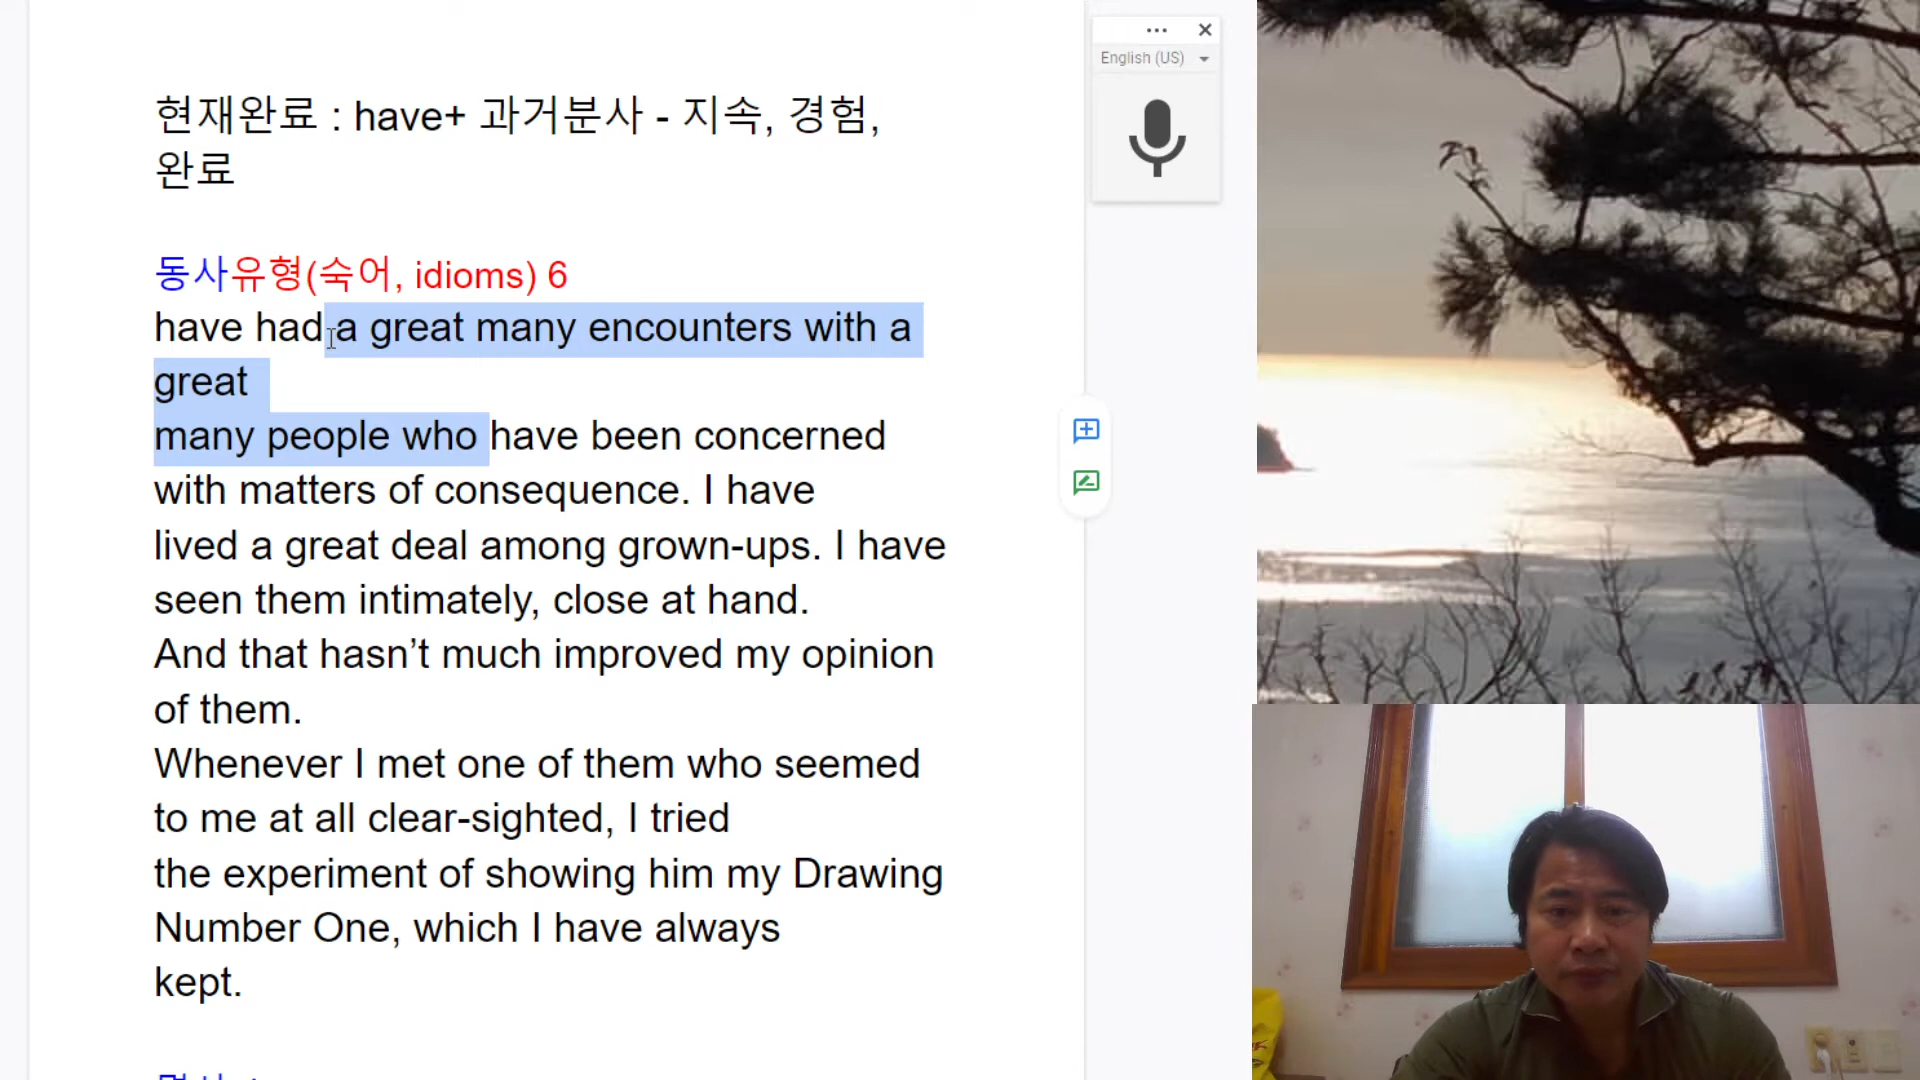 현재완료 : have+ 과거분사 - 지속, 경험,
완료
동사유형(숙어, idioms) 6
have had a great many encounters with a
great
many people who have been concerned
with matters of consequence. I have
lived a great deal among grown-ups. I have
seen them intimately, close at hand.
And that hasn’t much improved my opinion
of them.
Whenever I met one of them who seemed
to me at all clear-sighted, I tried
the experiment of showing him my Drawing
Number One, which I have always
kept.
English (US)